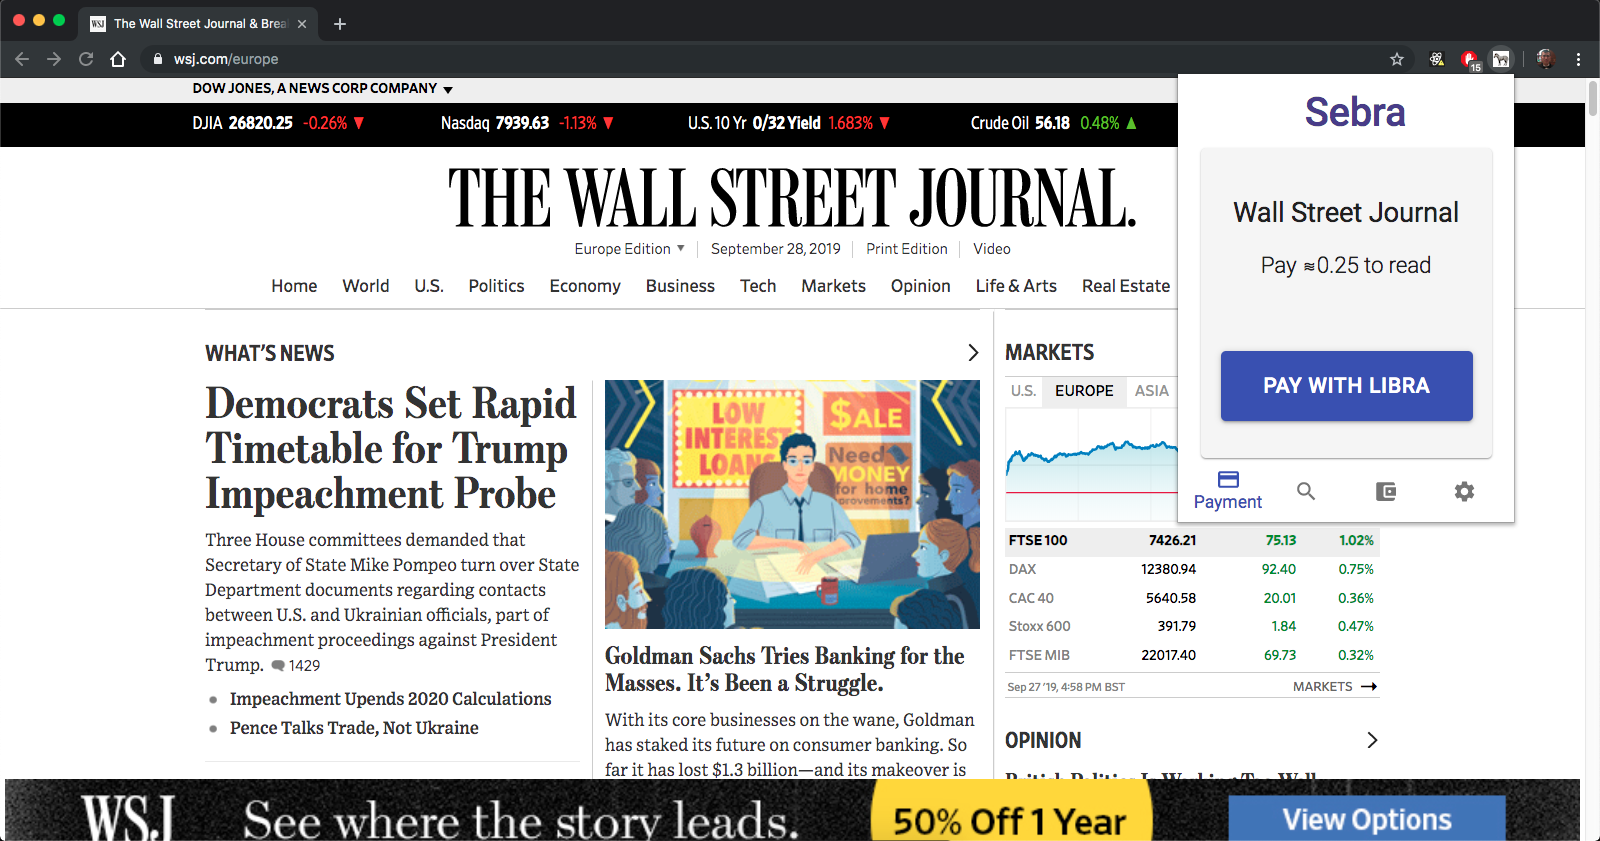 WSJ The Wall Street Journal & Brea
wsj.com/europe
15
DOW JONES, A NEWS CORP COMPANY
DJIA 26820.25 -0.26% Nasdaq 7939.63 -1.13% U.S. 10 Yr 0/32 Yield 1.683% Crude Oil 56.18 0.48%
THE WALL STREET JOURNAL.
Europe Edition September 28, 2019 Print Edition Video
Home World U.S. Politics Economy Business Tech Markets Opinion Life & Arts Real Estate
Sebra
Wall Street Journal
Pay ≋0.25 to read
PAY WITH LIBRA
Payment
WHAT'S NEWS
Democrats Set Rapid
Timetable for Trump
Impeachment Probe
Three House committees demanded that
Secretary of State Mike Pompeo turn over State
Department documents regarding contacts
between U.S. and Ukrainian officials, part of
impeachment proceedings against President
Trump. 1429
Impeachment Upends 2020 Calculations
Pence Talks Trade, Not Ukraine
LOW
INTEREST
LOANS
$ALE
Need
MONEY
for home
improvements?
Goldman Sachs Tries Banking for the
Masses. It's Been a Struggle.
With its core businesses on the wane, Goldman
has staked its future on consumer banking. So
far it has lost $1.3 billion—and its makeover is
MARKETS
U.S. EUROPE ASIA
FTSE 100 7426.21 75.13 1.02%
DAX 12380.94 92.40 0.75%
CAC 40 5640.58 20.01 0.36%
Stoxx 600 391.79 1.84 0.47%
FTSE MIB 22017.40 69.73 0.32%
Sep 27 '19, 4:58 PM BST MARKETS
OPINION
British Politics Is Working Too Well
WSJ See where the story leads. 50% Off 1 Year View Options